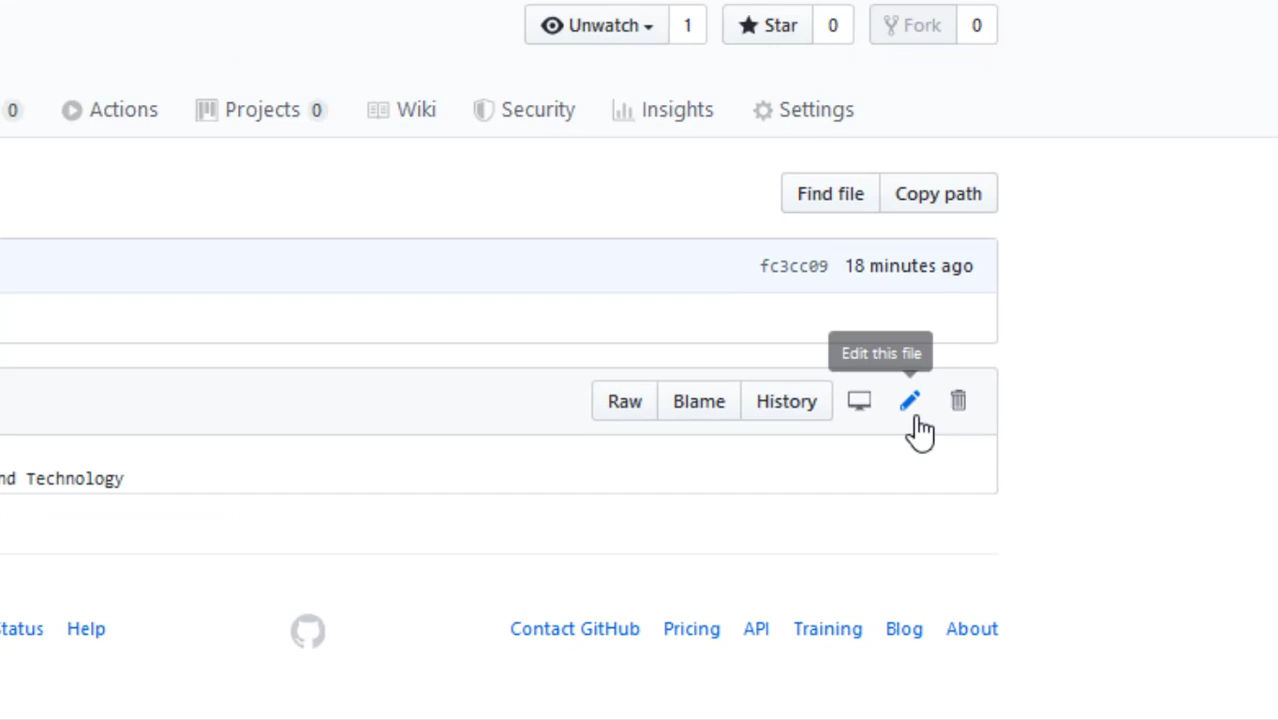 Unwatch 1 Star 0 Fork 0
0 Actions Projects 0 Wiki Security Insights Settings
Find file Copy path
fc3cc09 18 minutes ago
Edit this file
Raw Blame History
nd Technology
Status Help Contact GitHub Pricing API Training Blog About